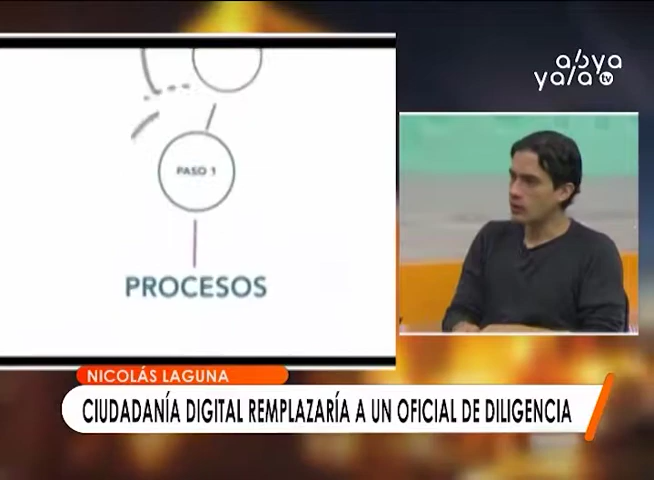 abya
yala
tv
PASO 1
PROCESOS
NICOLÁS LAGUNA
CIUDADANÍA DIGITAL REMPLAZARÍA A UN OFICIAL DE DILIGENCIA